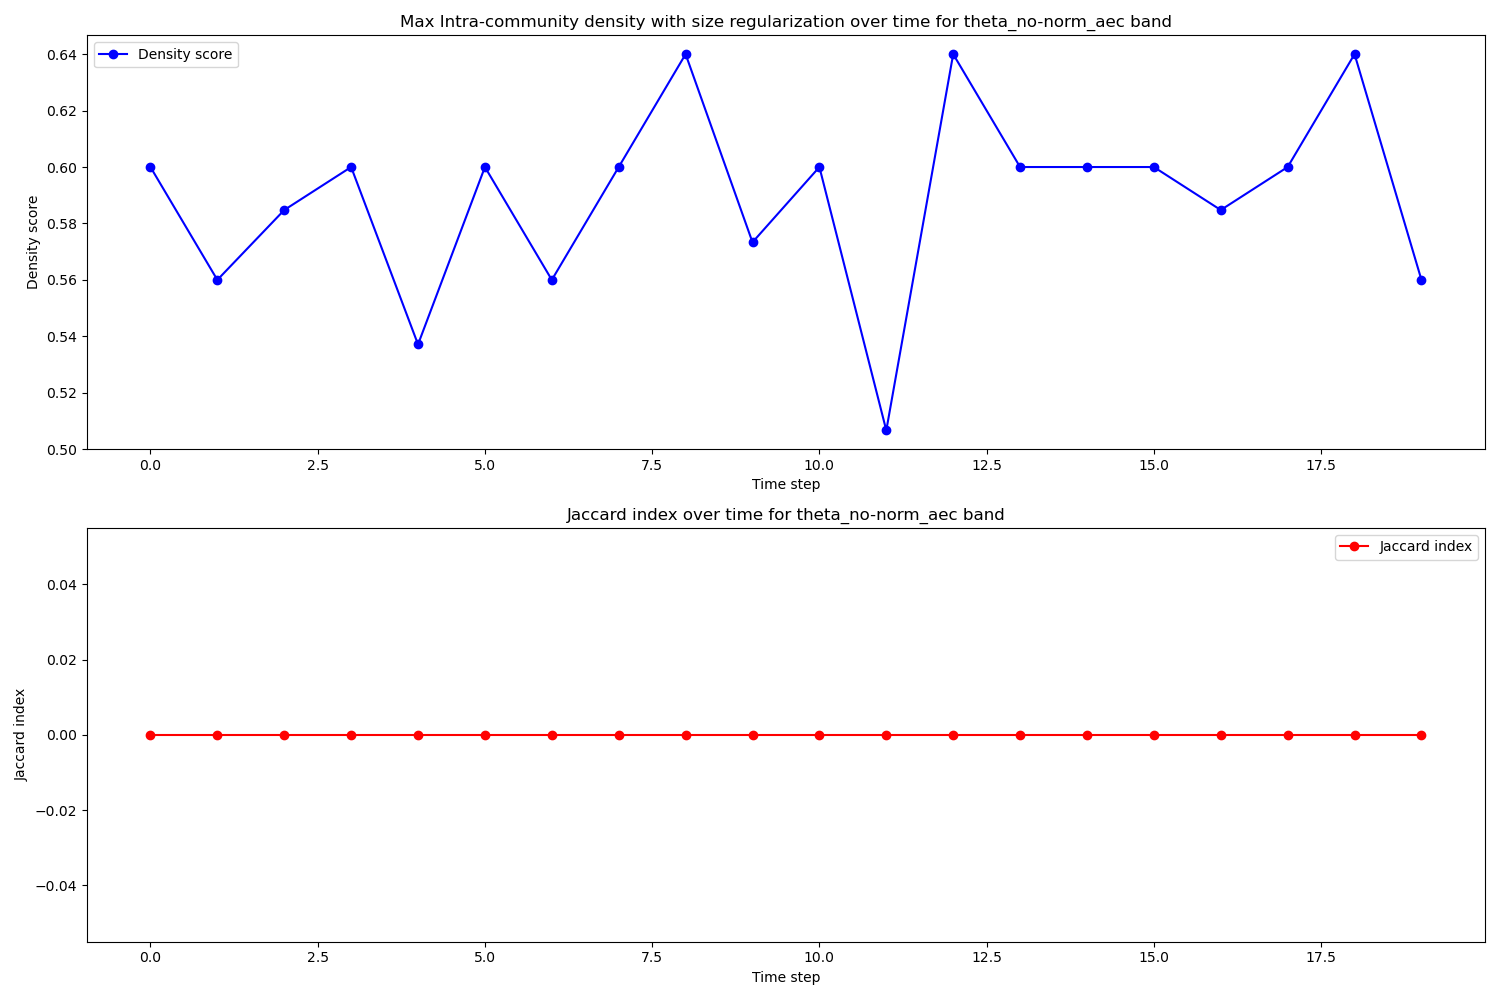 Max Intra-community density with size regularization over time for theta_no-norm_aec band
Density score
0.64
0.62
0.60
0.58
0.56
0.54
0.52
0.50
Density score
0.0 2.5 5.0 7.5 10.0 12.5 15.0 17.5
Time step
Jaccard index over time for theta_no-norm_aec band
Jaccard index
0.04
0.02
0.00
−0.02
−0.04
Jaccard index
0.0 2.5 5.0 7.5 10.0 12.5 15.0 17.5
Time step